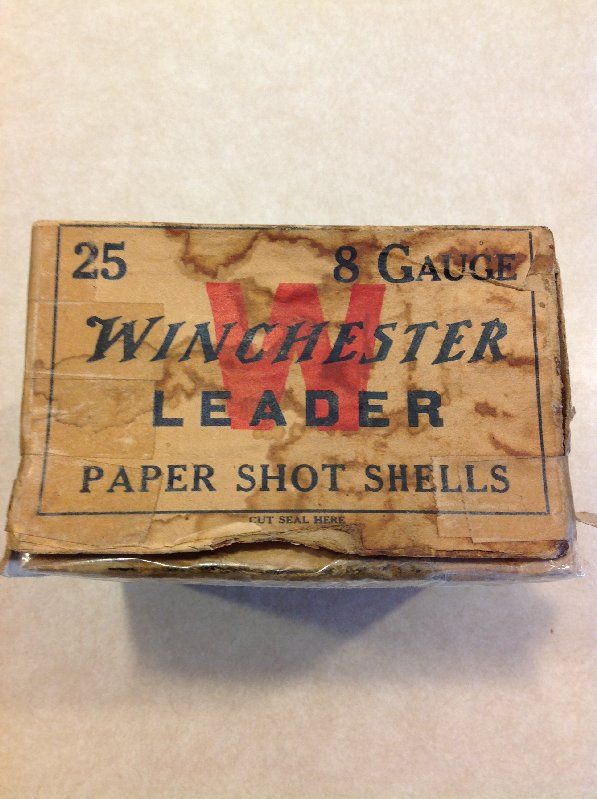 25 8 GAUGE
W
WINCHESTER
LEADER
PAPER SHOT SHELLS
CUT SEAL HERE